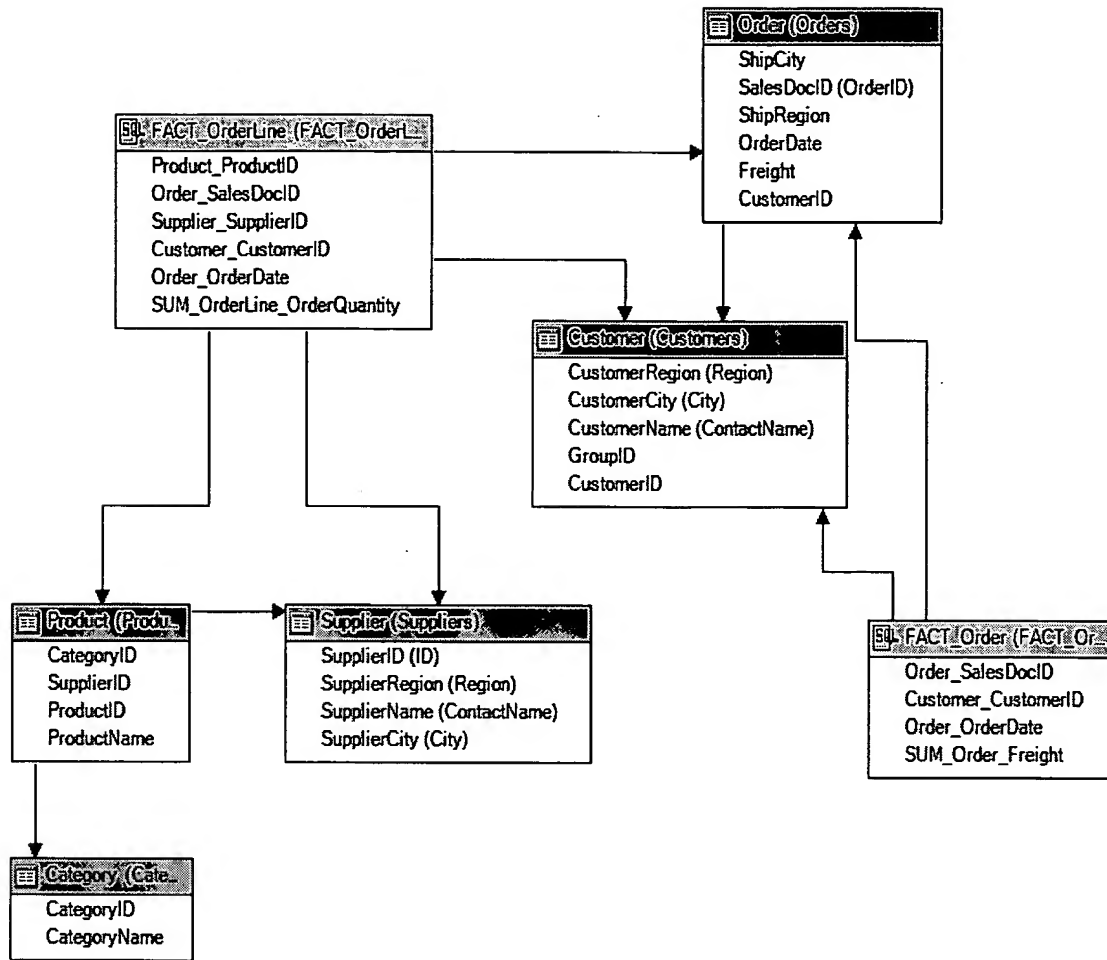 Order (Orders)
ShipCity
SalesDocID (OrderID)
ShipRegion
OrderDate
Freight
CustomerID
SQL FACT_OrderLine (FACT_OrderL...
Product_ProductID
Order_SalesDocID
Supplier_SupplierID
Customer_CustomerID
Order_OrderDate
SUM_OrderLine_OrderQuantity
Customer (Customers)
CustomerRegion (Region)
CustomerCity (City)
CustomerName (ContactName)
GroupID
CustomerID
Product (Produ...
CategoryID
SupplierID
ProductID
ProductName
Supplier (Suppliers)
SupplierID (ID)
SupplierRegion (Region)
SupplierName (ContactName)
SupplierCity (City)
SQL FACT_Order (FACT_Or...
Order_SalesDocID
Customer_CustomerID
Order_OrderDate
SUM_Order_Freight
Category (Cate...
CategoryID
CategoryName